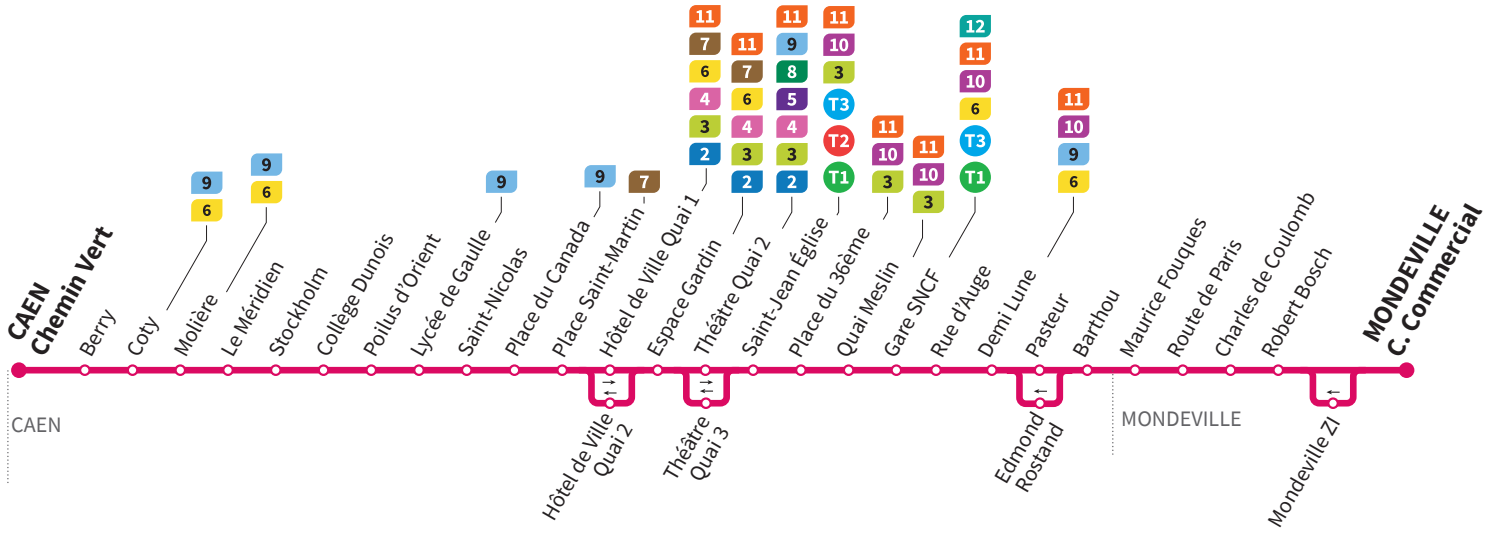 CAEN
Chemin Vert
Berry
9
6
Coty
9
6
Molière
Le Méridien
Stockholm
Collège Dunois
Poilus d'Orient
9
Lycée de Gaulle
Saint-Nicolas
9
Place du Canada
7
Place Saint-Martin
11
7
6
4
3
2
Hôtel de Ville Quai 1
11
7
6
4
3
2
Espace Gardin
11
9
8
5
4
3
2
Théâtre Quai 2
11
10
3
T3
T2
T1
Saint-Jean Église
11
10
3
Place du 36ème
11
10
3
Quai Meslin
12
11
10
6
T3
T1
Gare SNCF
Rue d'Auge
11
10
9
6
Demi Lune
Pasteur
Barthou
Maurice Fouques
Route de Paris
Charles de Coulomb
Robert Bosch
MONDEVILLE
C. Commercial
CAEN
Hôtel de Ville
Quai 2
Théâtre
Quai 3
Edmond
Rostand
MONDEVILLE
Mondeville ZI